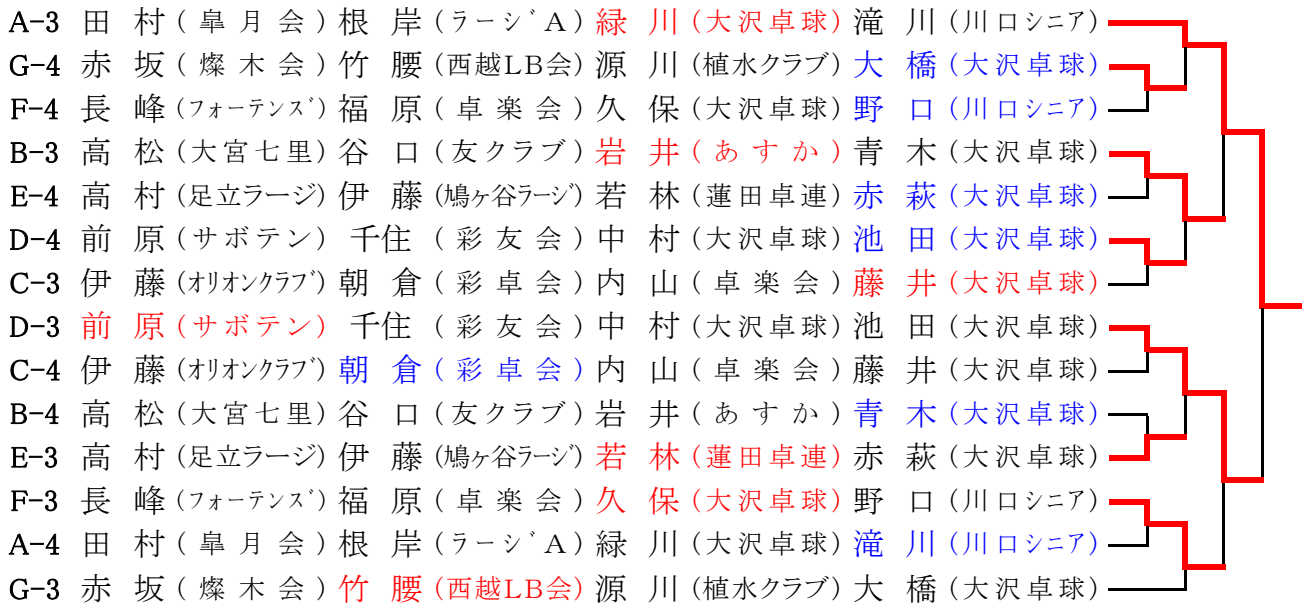 A-3 田 村 ( 皐 月 会 ) 根 岸 (ラージA) 緑 川 (大沢卓球) 滝 川 (川口シニア)
G-4 赤 坂 ( 燦 木 会 ) 竹 腰 (西越LB会) 源 川 (植水クラブ) 大 橋 (大沢卓球)
F-4 長 峰 (フォーテンズ) 福 原 ( 卓 楽 会 ) 久 保 (大沢卓球) 野 口 (川口シニア)
B-3 高 松 (大宮七里) 谷 口 (友クラブ) 岩 井 ( あ す か ) 青 木 (大沢卓球)
E-4 高 村 (足立ラージ) 伊 藤 (鳩ヶ谷ラージ) 若 林 (蓮田卓連) 赤 萩 (大沢卓球)
D-4 前 原 (サボテン) 千住 ( 彩 友 会 ) 中 村 (大沢卓球) 池 田 (大沢卓球)
C-3 伊 藤 (オリオンクラブ) 朝 倉 ( 彩 卓 会 ) 内 山 ( 卓 楽 会 ) 藤 井 (大沢卓球)
D-3 前 原 (サボテン) 千住 ( 彩 友 会 ) 中 村 (大沢卓球) 池 田 (大沢卓球)
C-4 伊 藤 (オリオンクラブ) 朝 倉 ( 彩 卓 会 ) 内 山 ( 卓 楽 会 ) 藤 井 (大沢卓球)
B-4 高 松 (大宮七里) 谷 口 (友クラブ) 岩 井 ( あ す か ) 青 木 (大沢卓球)
E-3 高 村 (足立ラージ) 伊 藤 (鳩ヶ谷ラージ) 若 林 (蓮田卓連) 赤 萩 (大沢卓球)
F-3 長 峰 (フォーテンズ) 福 原 ( 卓 楽 会 ) 久 保 (大沢卓球) 野 口 (川口シニア)
A-4 田 村 ( 皐 月 会 ) 根 岸 (ラージA) 緑 川 (大沢卓球) 滝 川 (川口シニア)
G-3 赤 坂 ( 燦 木 会 ) 竹 腰 (西越LB会) 源 川 (植水クラブ) 大 橋 (大沢卓球)